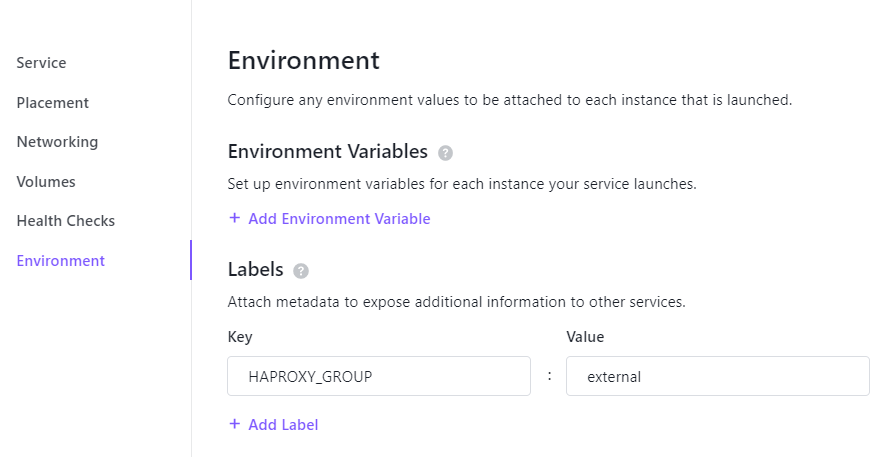 Service
Placement
Networking
Volumes
Health Checks
Environment
Environment
Configure any environment values to be attached to each instance that is launched.
Environment Variables ?
Set up environment variables for each instance your service launches.
+ Add Environment Variable
Labels ?
Attach metadata to expose additional information to other services.
Key Value
HAPROXY_GROUP : external
+ Add Label